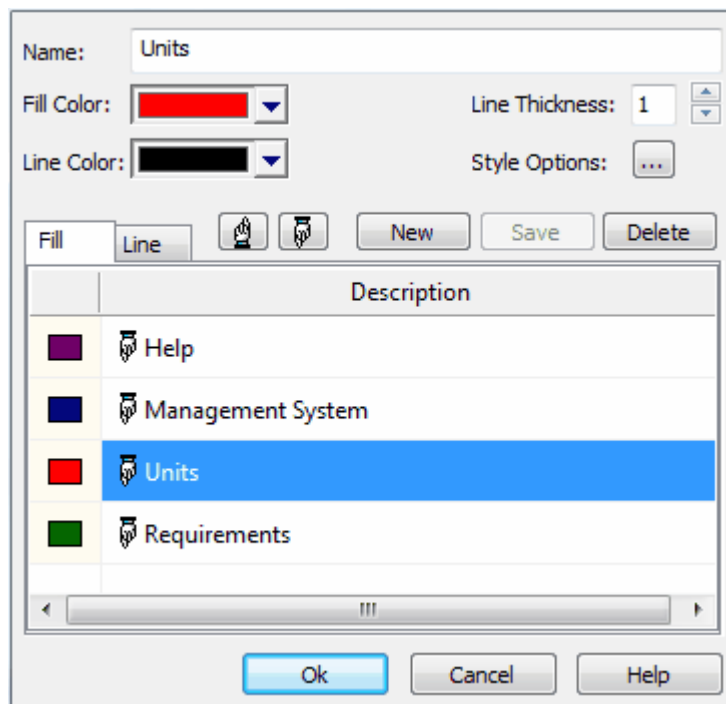 Name: Units
Fill Color: Line Thickness: 1
Line Color: Style Options: ...
Fill Line New Save Delete
Description
Help
Management System
Units
Requirements
Ok Cancel Help